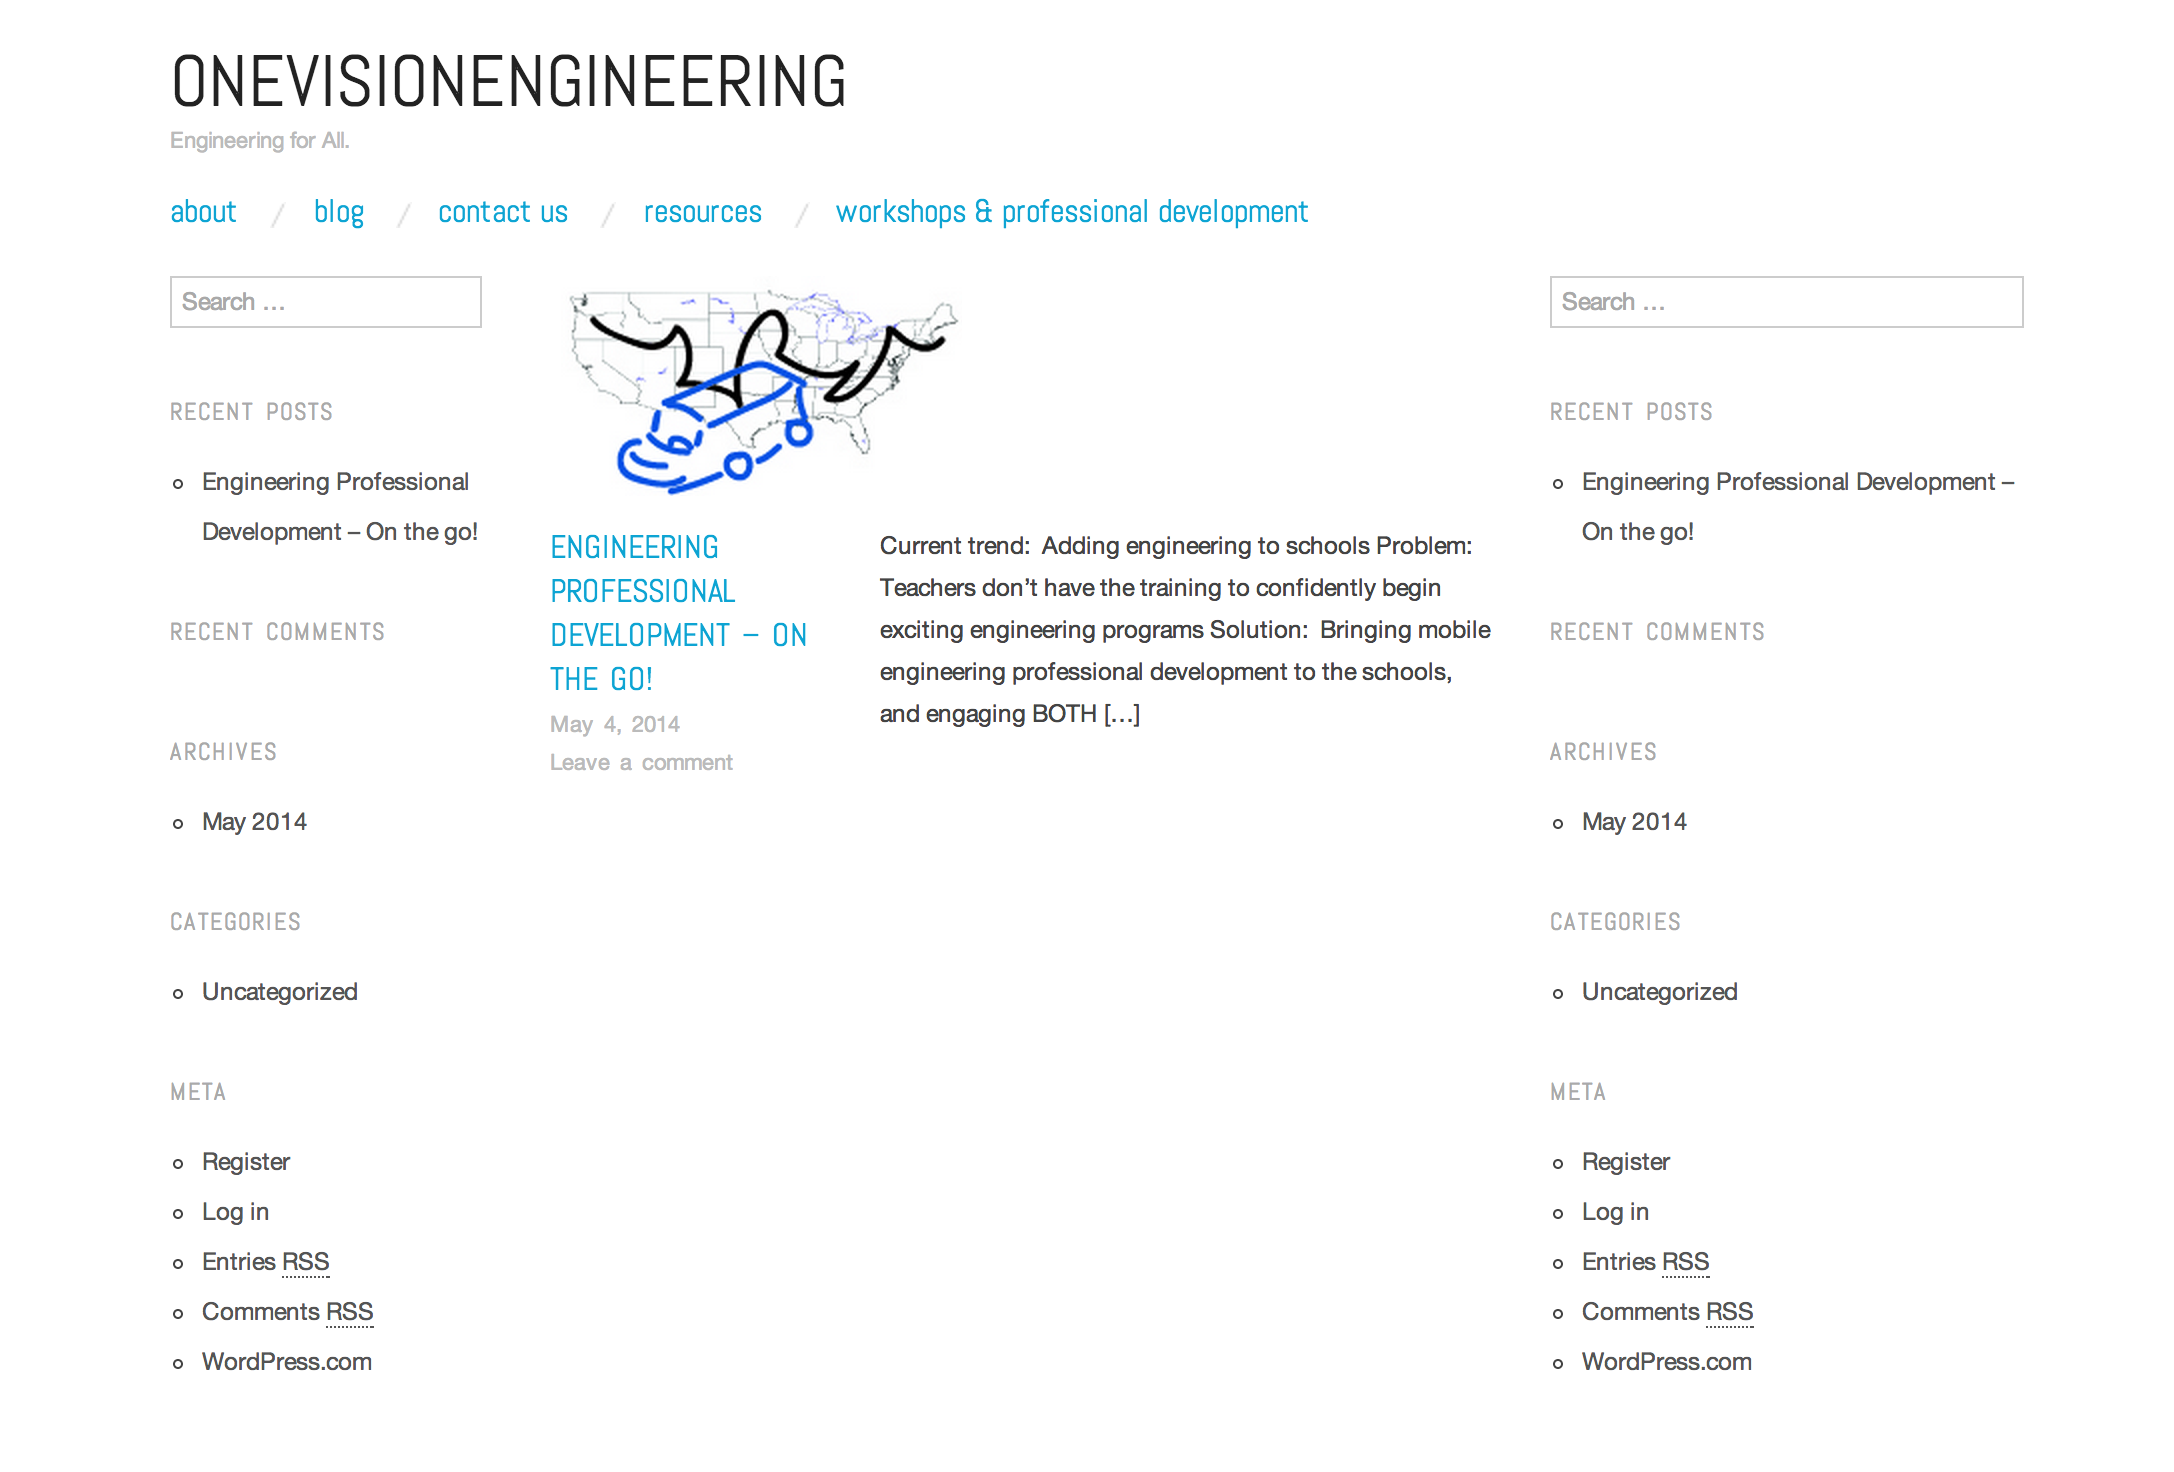 ONEVISIONENGINEERING
Engineering for All.
about / blog / contact us / resources / workshops & professional development
Search …
RECENT POSTS
Engineering Professional
Development – On the go!
RECENT COMMENTS
ARCHIVES
May 2014
CATEGORIES
Uncategorized
META
Register
Log in
Entries RSS
Comments RSS
WordPress.com
ENGINEERING
PROFESSIONAL
DEVELOPMENT – ON
THE GO!
May 4, 2014
Leave a comment
Current trend:  Adding engineering to schools Problem:
Teachers don’t have the training to confidently begin
exciting engineering programs Solution:  Bringing mobile
engineering professional development to the schools,
and engaging BOTH […]
Search …
RECENT POSTS
Engineering Professional Development –
On the go!
RECENT COMMENTS
ARCHIVES
May 2014
CATEGORIES
Uncategorized
META
Register
Log in
Entries RSS
Comments RSS
WordPress.com